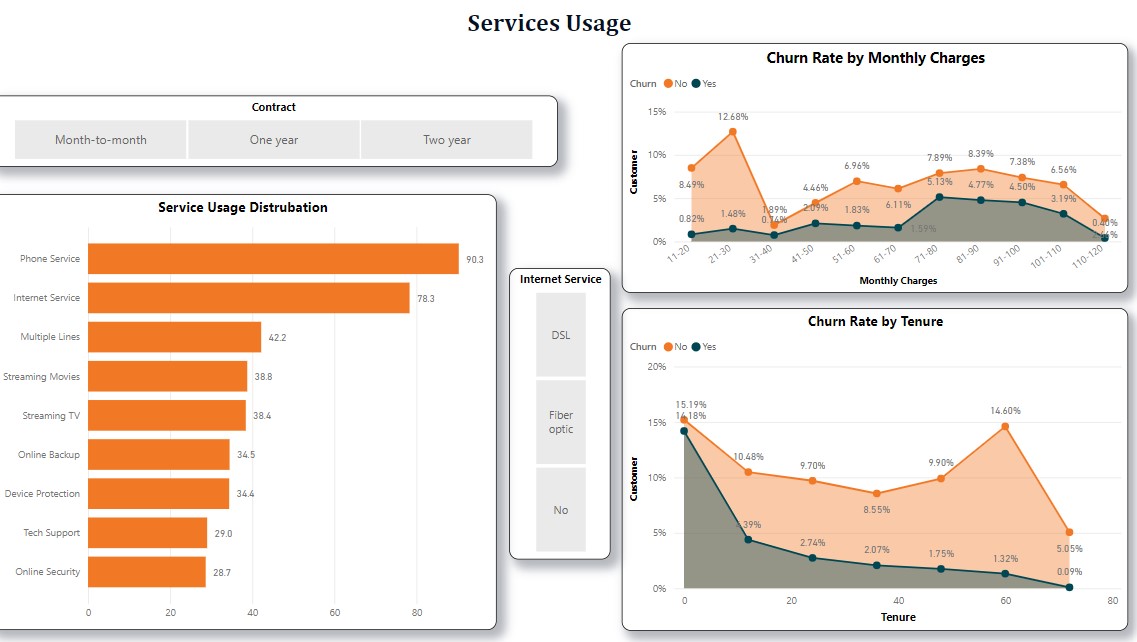 Services Usage
Contract
Month-to-month
One year
Two year
Service Usage Distrubation
Phone Service
90.3
Internet Service
78.3
Multiple Lines
42.2
Streaming Movies
38.8
Streaming TV
38.4
Online Backup
34.5
Device Protection
34.4
Tech Support
29.0
Online Security
28.7
0 20 40 60 80
Internet Service
DSL
Fiber
optic
No
Churn Rate by Monthly Charges
Churn No Yes
Customer
15%
10%
5%
0%
12.68%
8.49%
6.96%
7.89%
8.39%
7.38%
6.56%
4.46%
1.89%
6.11%
5.13%
4.77%
4.50%
3.19%
0.82%
1.48%
2.09%
1.83%
1.59%
0.40%
11-20
21-30
31-40
41-50
51-60
61-70
71-80
81-90
91-100
101-110
110-120
Monthly Charges
Churn Rate by Tenure
Churn No Yes
Customer
20%
15%
10%
5%
0%
15.19%
14.18%
10.48%
9.70%
8.55%
9.90%
14.60%
5.05%
2.74%
2.07%
1.75%
1.32%
0.09%
0 20 40 60 80
Tenure